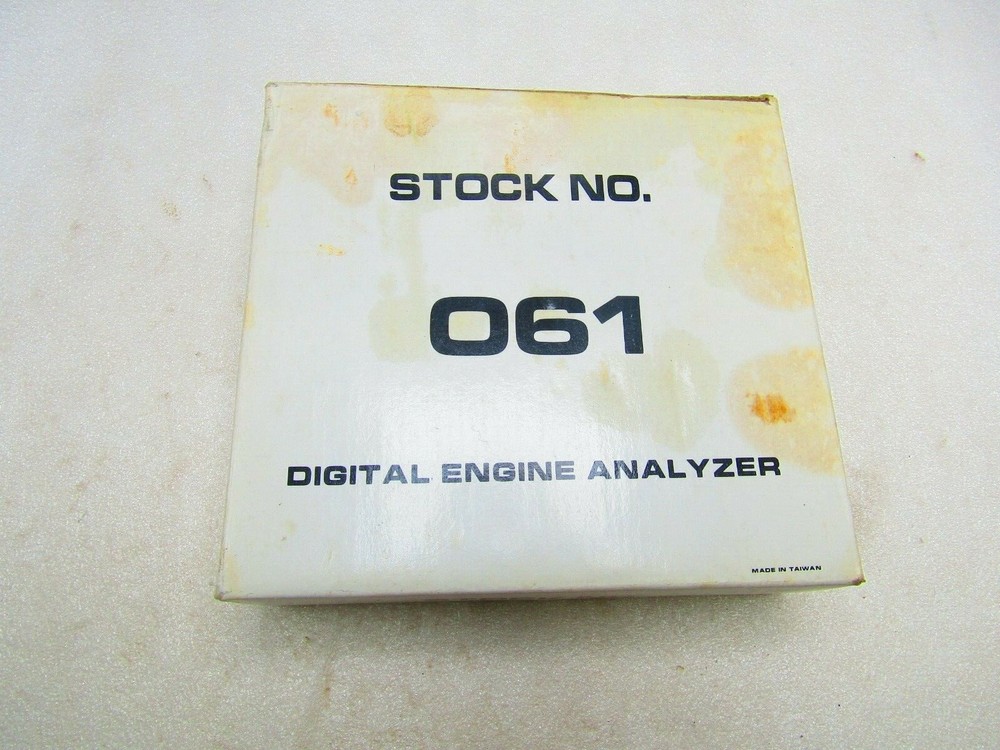 STOCK NO.
061
DIGITAL ENGINE ANALYZER
MADE IN TAIWAN